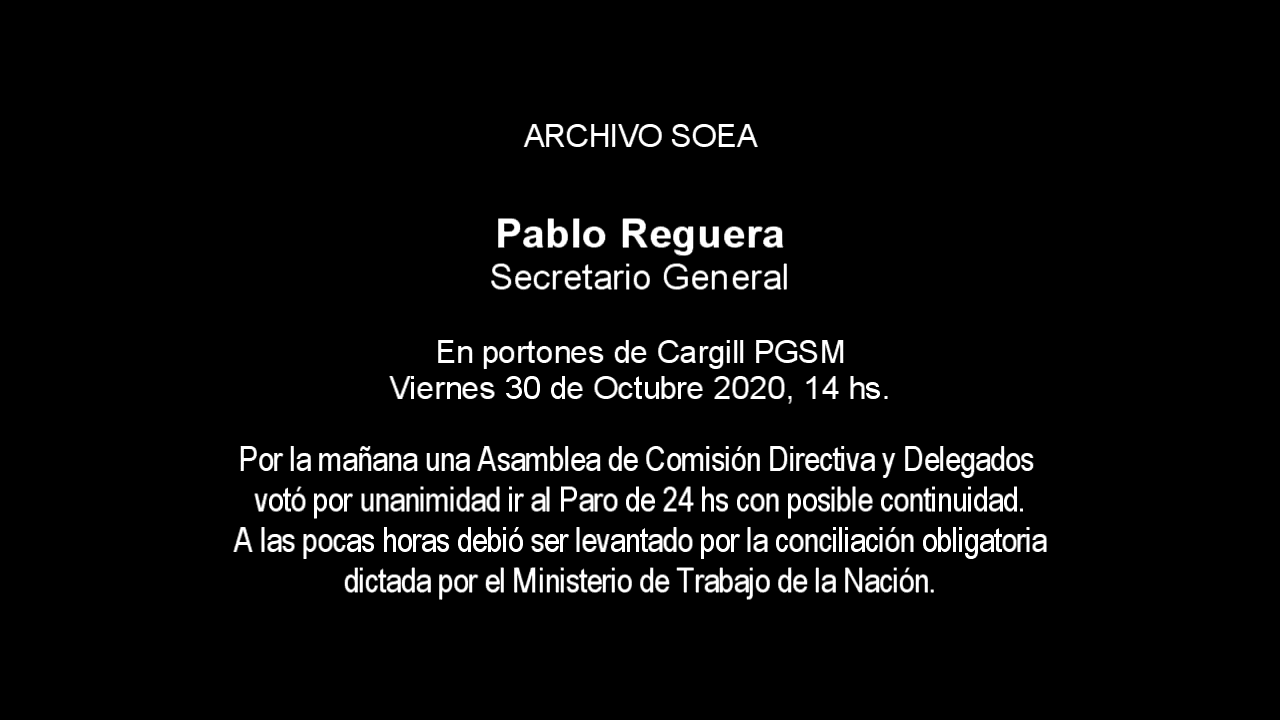 ARCHIVO SOEA
Pablo Reguera
Secretario General
En portones de Cargill PGSM
Viernes 30 de Octubre 2020, 14 hs.
Por la mañana una Asamblea de Comisión Directiva y Delegados
votó por unanimidad ir al Paro de 24 hs con posible continuidad.
A las pocas horas debió ser levantado por la conciliación obligatoria
dictada por el Ministerio de Trabajo de la Nación.